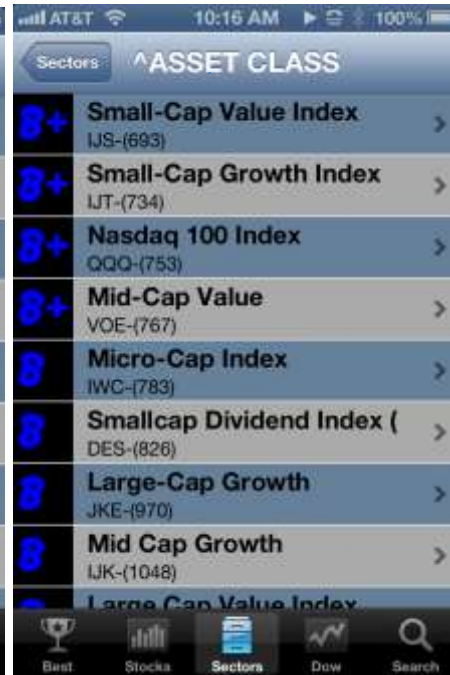 AT&T 10:16 AM 100%
Sectors ^ASSET CLASS
B+ Small-Cap Value Index
IJS-(693)
B+ Small-Cap Growth Index
IJT-(734)
B+ Nasdaq 100 Index
QQQ-(753)
B+ Mid-Cap Value
VOE-(767)
B Micro-Cap Index
IWC-(783)
B Smallcap Dividend Index (
DES-(826)
B Large-Cap Growth
JKE-(970)
B Mid Cap Growth
IJK-(1048)
Large Cap Value Index
Best Stocks Sectors Dow Search